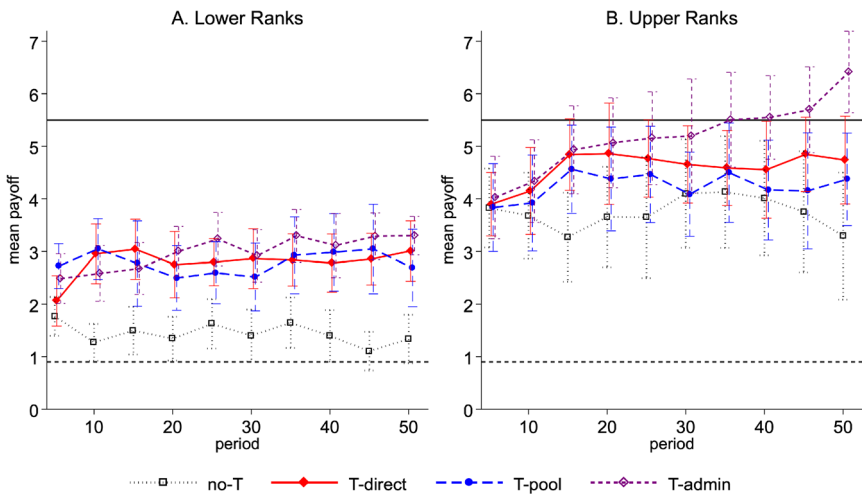 A. Lower Ranks
B. Upper Ranks
mean payoff
7
6
5
4
3
2
1
0
10
20
30
40
50
period
mean payoff
7
6
5
4
3
2
1
0
10
20
30
40
50
period
no-T
T-direct
T-pool
T-admin